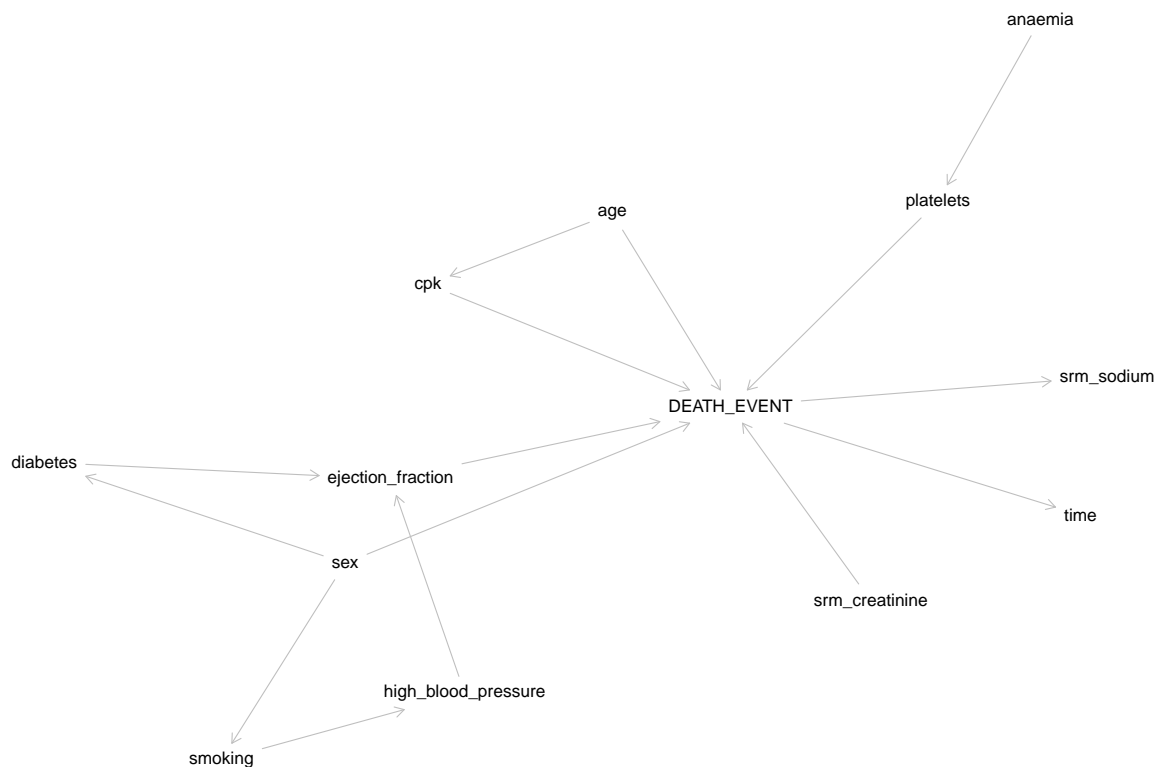 anaemia
platelets
age
cpk
srm_sodium
DEATH_EVENT
diabetes
ejection_fraction
time
sex
srm_creatinine
high_blood_pressure
smoking